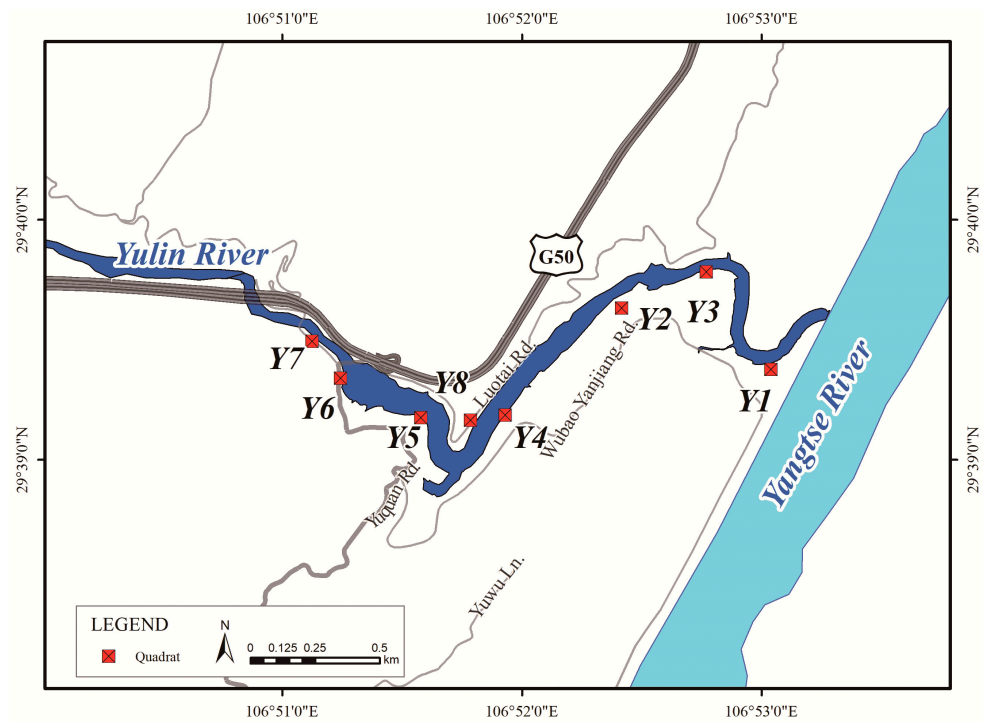 106°51'0"E 106°52'0"E 106°53'0"E
29°40'0"N 29°40'0"N
Yulin River
G50
Y2 Y3
Y7 Y8 Luotai Rd. Wubao Yanjiang Rd.
Y6 Y5 Y4 Y1
Yangtse River
29°39'0"N 29°39'0"N
Yuquan Rd
Yuwu Ln.
LEGEND
Quadrat
N
0 0.125 0.25 0.5
km
106°51'0"E 106°52'0"E 106°53'0"E